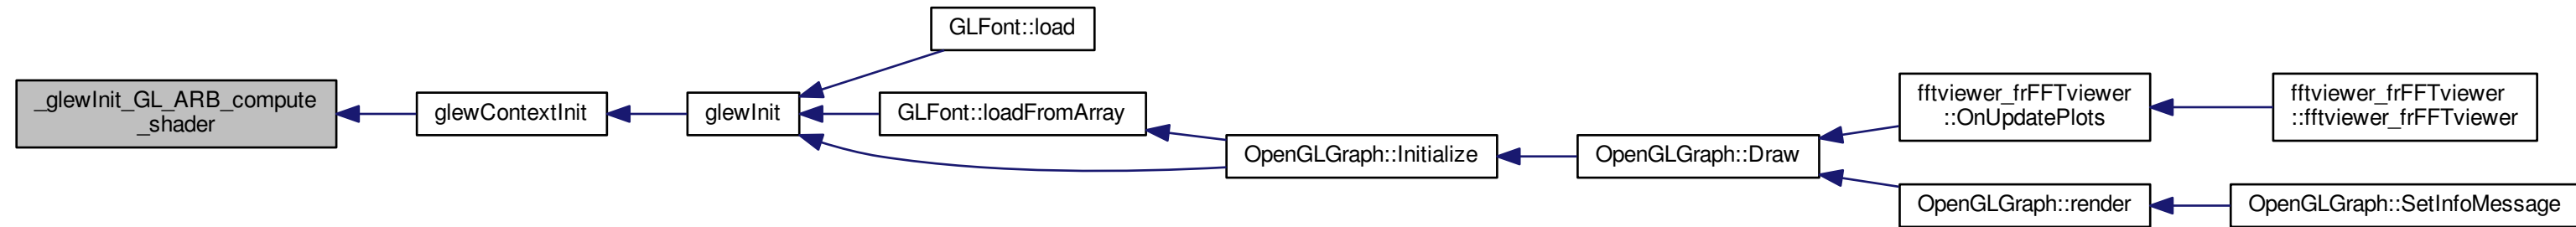 _glewInit_GL_ARB_compute
_shader
glewContextInit
glewInit
GLFont::load
GLFont::loadFromArray
OpenGLGraph::Initialize
OpenGLGraph::Draw
fftviewer_frFFTviewer
::OnUpdatePlots
fftviewer_frFFTviewer
::fftviewer_frFFTviewer
OpenGLGraph::render
OpenGLGraph::SetInfoMessage